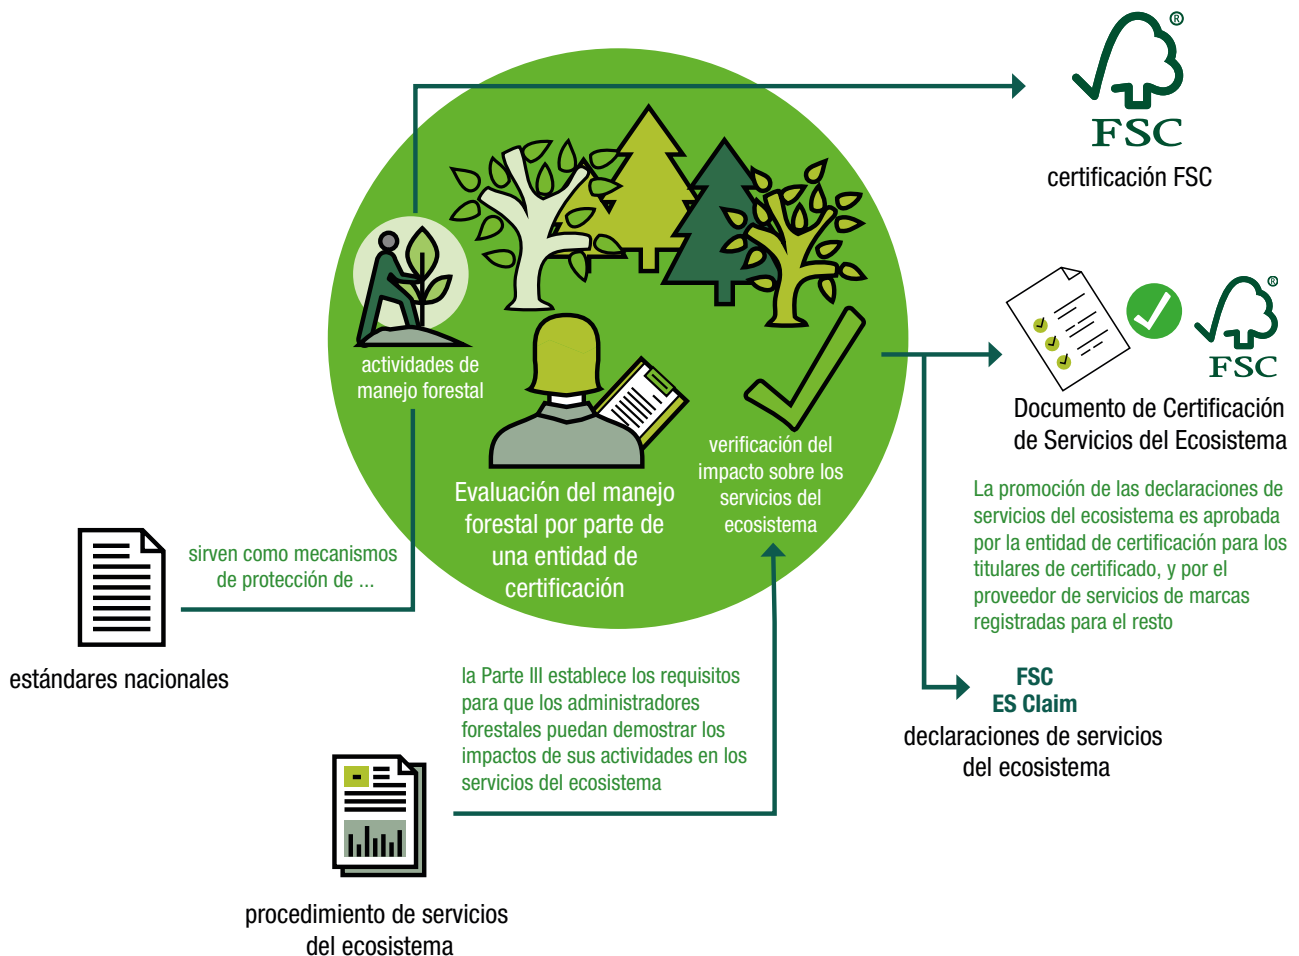 ®
FSC
certificación FSC
actividades de
manejo forestal
®
FSC
Documento de Certificación
de Servicios del Ecosistema
verificación del
impacto sobre los
servicios del
ecosistema
Evaluación del manejo
forestal por parte de
una entidad de
certificación
La promoción de las declaraciones de
servicios del ecosistema es aprobada
por la entidad de certificación para los
titulares de certificado, y por el
proveedor de servicios de marcas
registradas para el resto
sirven como mecanismos
de protección de ...
estándares nacionales
la Parte III establece los requisitos
para que los administradores
forestales puedan demostrar los
impactos de sus actividades en los
servicios del ecosistema
FSC
ES Claim
declaraciones de servicios
del ecosistema
procedimiento de servicios
del ecosistema